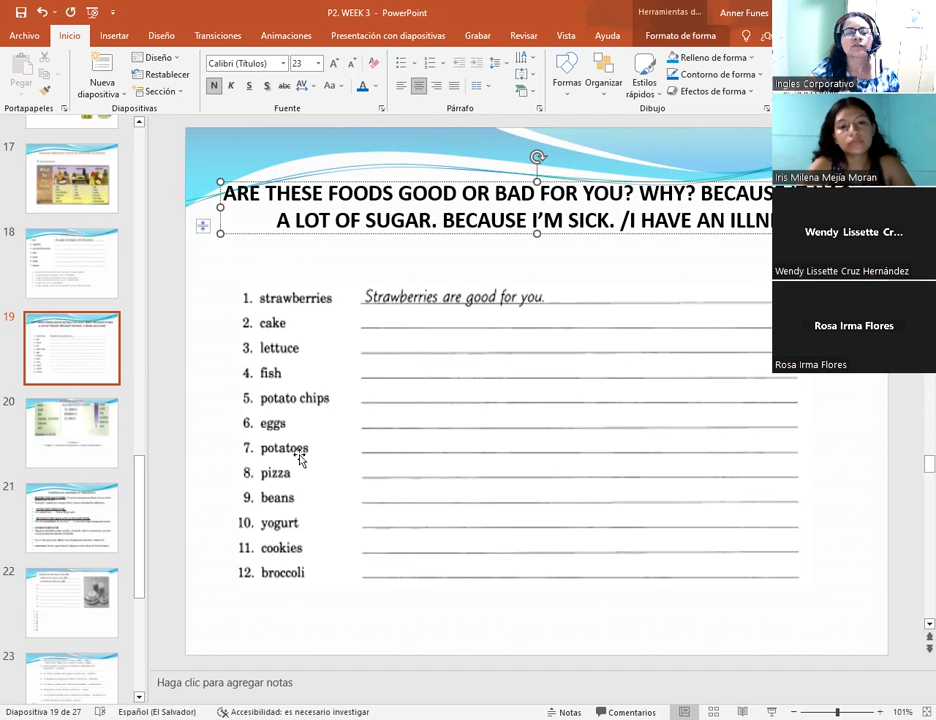 P2. WEEK 3 - PowerPoint
Herramientas d...
Anner Funes
Archivo
Inicio
Insertar
Diseño
Transiciones
Animaciones
Presentación con diapositivas
Grabar
Revisar
Vista
Ayuda
Formato de forma
Pegar
Nueva diapositiva
Diseño
Restablecer
Sección
Calibri (Títulos)
23
N K S S abc AV Aa A
Formas
Organizar
Estilos rápidos
Relleno de forma
Contorno de forma
Efectos de forma
Portapapeles
Diapositivas
Fuente
Párrafo
Dibujo
Ingles Corporativo
Iris Milena Mejía Moran
Wendy Lissette Cr...
Wendy Lissette Cruz Hernández
Rosa Irma Flores
Rosa Irma Flores
17
18
19
20
21
22
23
ARE THESE FOODS GOOD OR BAD FOR YOU? WHY?
A LOT OF SUGAR. BECAUSE I'M SICK. /I HAVE AN
1. strawberries Strawberries are good for you.
2. cake
3. lettuce
4. fish
5. potato chips
6. eggs
7. potatoes
8. pizza
9. beans
10. yogurt
11. cookies
12. broccoli
Haga clic para agregar notas
Diapositiva 19 de 27
Español (El Salvador)
Accesibilidad: es necesario investigar
Notas
Comentarios
101%